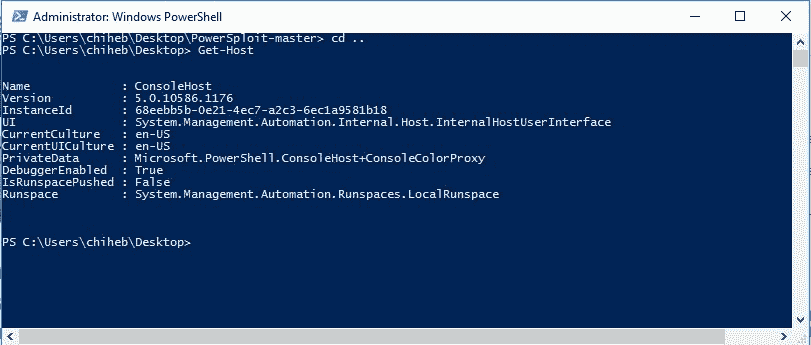 Administrator: Windows PowerShell
PS C:\Users\chiheb\Desktop\PowerSploit-master> cd ..
PS C:\Users\chiheb\Desktop> Get-Host
Name : ConsoleHost
Version : 5.0.10586.1176
InstanceId : 68eebb5b-0e21-4ec7-a2c3-6ec1a9581b18
UI : System.Management.Automation.Internal.Host.InternalHostUserInterface
CurrentCulture : en-US
CurrentUICulture : en-US
PrivateData : Microsoft.PowerShell.ConsoleHost+ConsoleColorProxy
DebuggerEnabled : True
IsRunspacePushed : False
Runspace : System.Management.Automation.Runspaces.LocalRunspace
PS C:\Users\chiheb\Desktop>